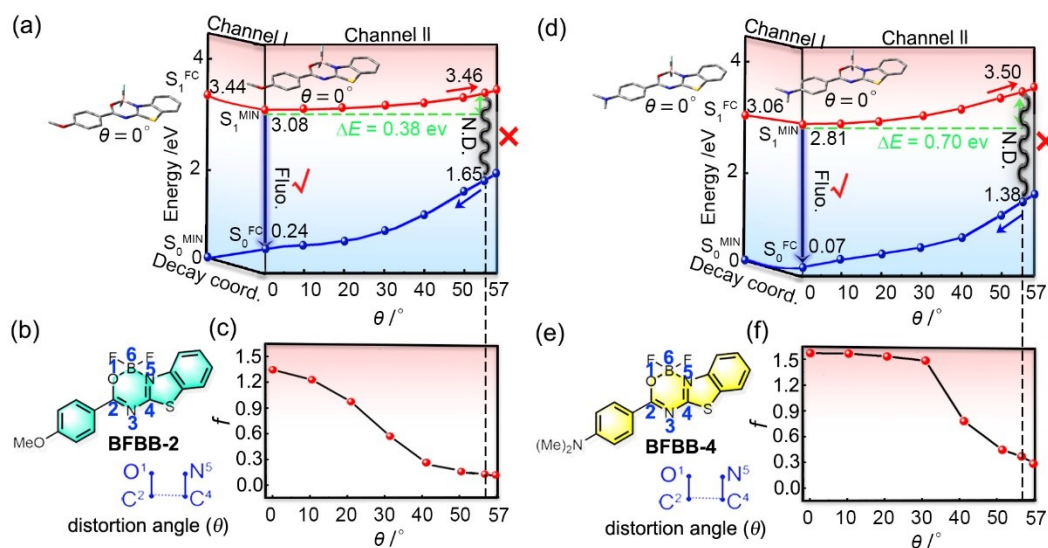 (a)
Channel I
Channel II
4
S₁ᶠᶜ
3.44
θ = 0°
θ = 0°
3.46
S₁ᴹᴵᴺ
3.08
ΔE = 0.38 ev
N.D.
Energy /eV
2
Fluo.
1.65
S₀ᴹᴵᴺ
S₀ᶠᶜ
0.24
0
Decay coord.
0 10 20 30 40 50 57
θ /°
(b)
F 6 F
1 B 5
O N
2 N 4 S
3
MeO
BFBB-2
O¹ N⁵
C² C⁴
distortion angle (θ)
(c)
1.5
1.2
0.9
0.6
0.3
0.0
f
0 10 20 30 40 50 57
θ /°
(d)
Channel I
Channel II
4
S₁ᶠᶜ
3.06
θ = 0°
θ = 0°
3.50
S₁ᴹᴵᴺ
2.81
ΔE = 0.70 ev
N.D.
Energy /eV
2
Fluo.
1.38
S₀ᴹᴵᴺ
S₀ᶠᶜ
0.07
0
Decay coord.
0 10 20 30 40 50 57
θ /°
(e)
F 6 F
1 B 5
O N
2 N 4 S
3
(Me)₂N
BFBB-4
O¹ N⁵
C² C⁴
distortion angle (θ)
(f)
1.5
1.2
0.9
0.6
0.3
0.0
f
0 10 20 30 40 50 57
θ /°